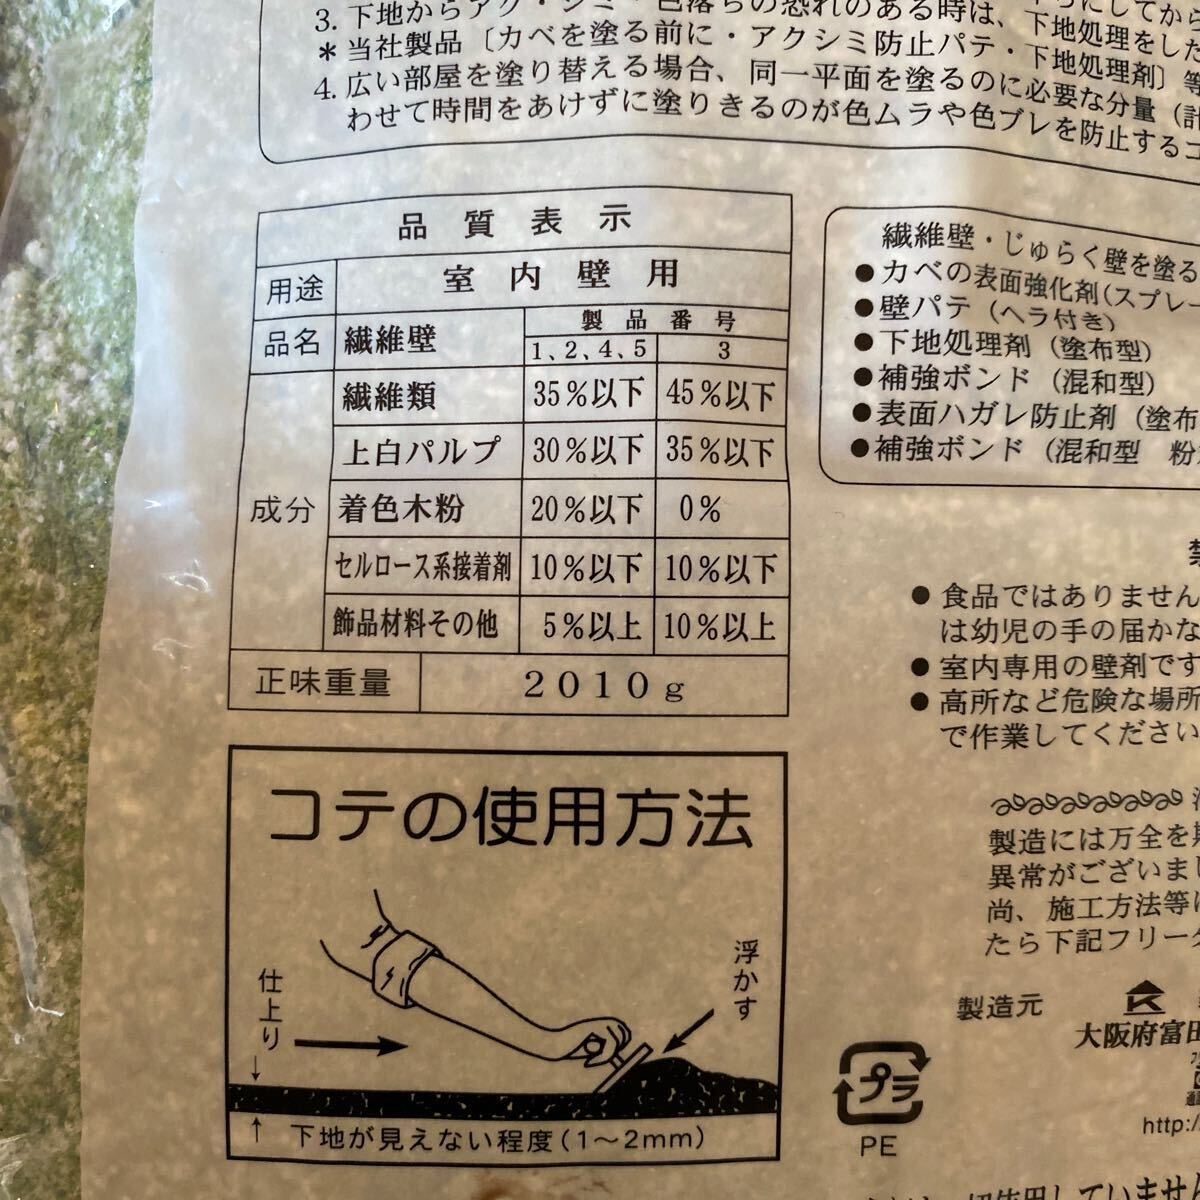 3. 下地からアク・シミ・色落ちの恐れのある時は、下地処理をした
* 当社製品〔カベを塗る前に・アクシミ防止パテ・下地処理剤〕等
4. 広い部屋を塗り替える場合、同一平面を塗るのに必要な分量（計
わせて時間をあけずに塗りきるのが色ムラや色ブレを防止するコ
品質表示
用途 室内壁用
品名 繊維壁 製品番号
1、2、4、5 3
成分
繊維類 35%以下 45%以下
上白パルプ 30%以下 35%以下
着色木粉 20%以下 0%
セルロース系接着剤 10%以下 10%以下
飾品材料その他 5%以上 10%以上
正味重量 2010g
繊維壁・じゅらく壁を塗る
●カベの表面強化剤(スプレー
●壁パテ（ヘラ付き）
●下地処理剤（塗布型）
●補強ボンド（混和型）
●表面ハガレ防止剤（塗布
●補強ボンド（混和型 粉
●食品ではありません
は幼児の手の届かな
●室内専用の壁剤です
●高所など危険な場所
で作業してください
コテの使用方法
仕上り
浮かす
下地が見えない程度(1〜2mm)
製造には万全を期
異常がございまし
尚、施工方法等に
たら下記フリーダ
製造元
大阪府富田
http:/
プラ
PE